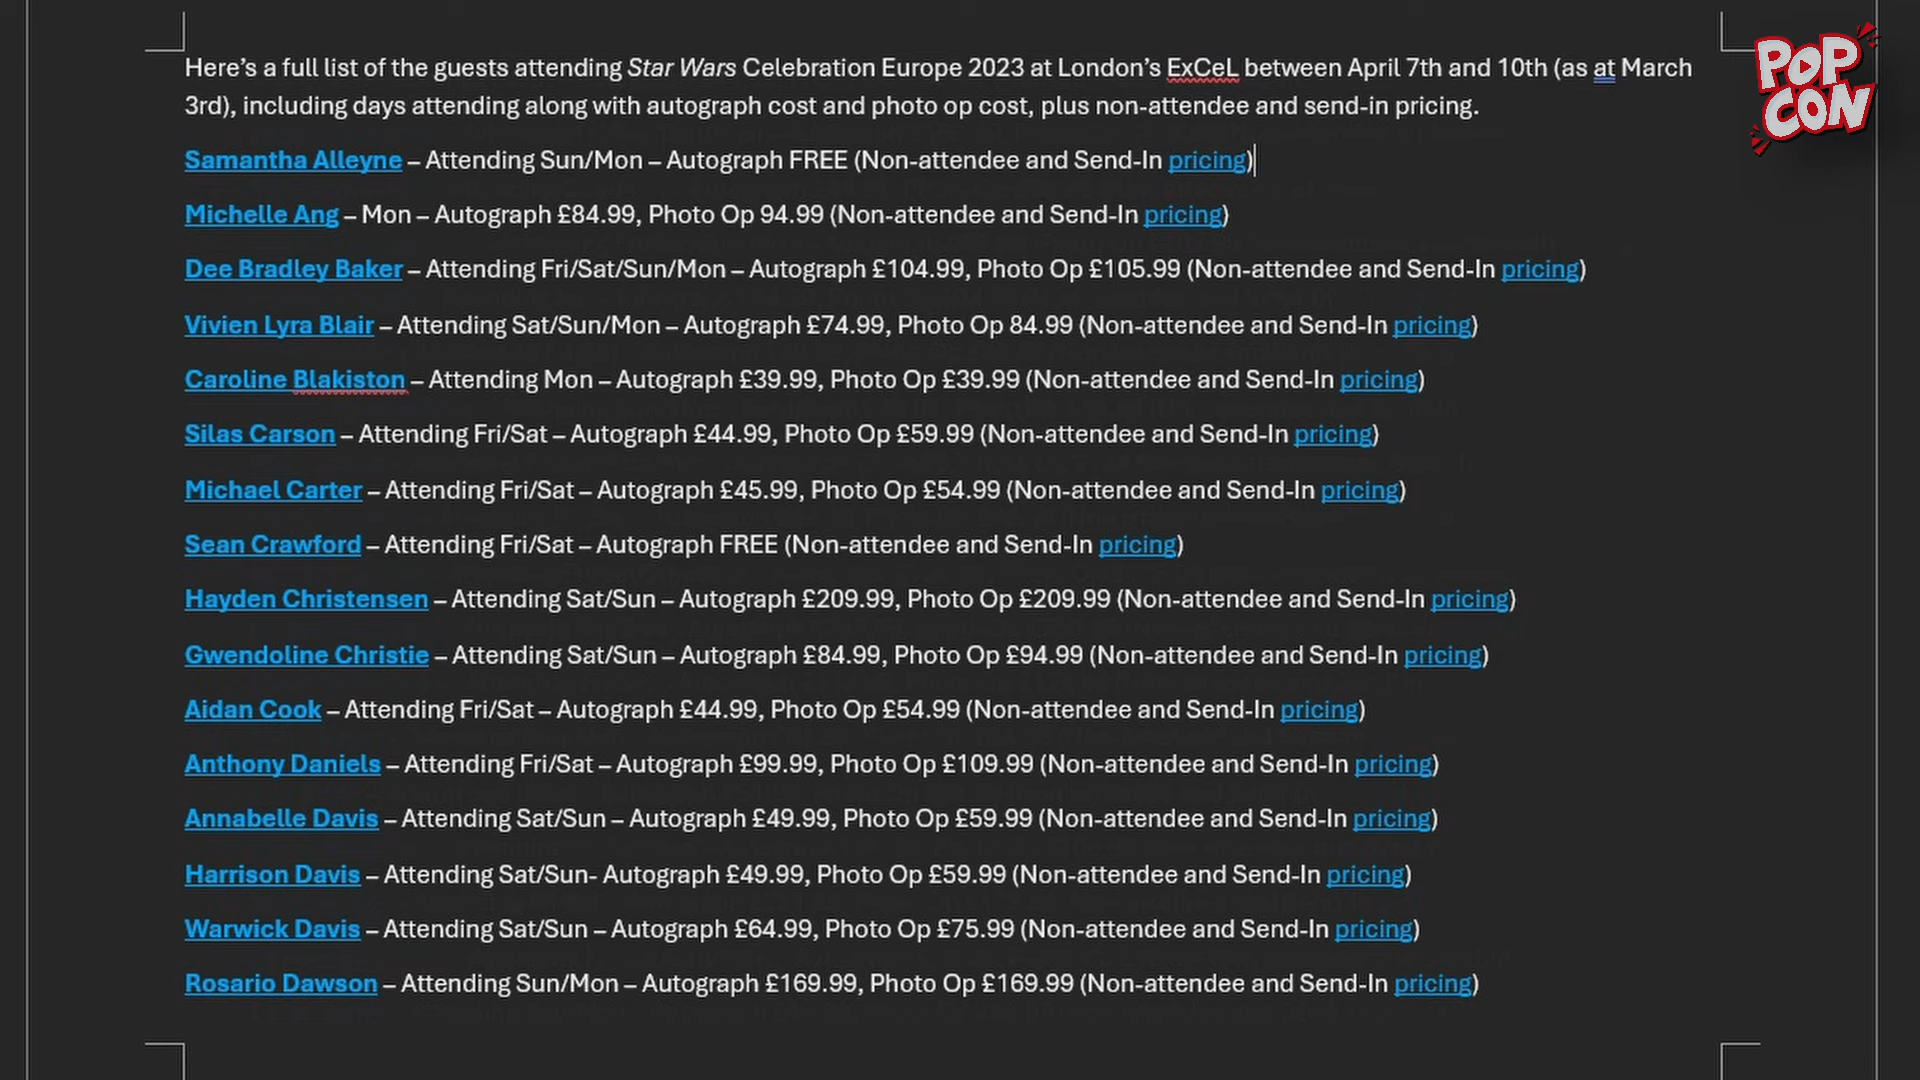 Here's a full list of the guests attending Star Wars Celebration Europe 2023 at London's ExCeL between April 7th and 10th (as at March
3rd), including days attending along with autograph cost and photo op cost, plus non-attendee and send-in pricing.
Samantha Alleyne – Attending Sun/Mon – Autograph FREE (Non-attendee and Send-In pricing)
Michelle Ang – Mon – Autograph £84.99, Photo Op 94.99 (Non-attendee and Send-In pricing)
Dee Bradley Baker – Attending Fri/Sat/Sun/Mon – Autograph £104.99, Photo Op £105.99 (Non-attendee and Send-In pricing)
Vivien Lyra Blair – Attending Sat/Sun/Mon – Autograph £74.99, Photo Op 84.99 (Non-attendee and Send-In pricing)
Caroline Blakiston – Attending Mon – Autograph £39.99, Photo Op £39.99 (Non-attendee and Send-In pricing)
Silas Carson – Attending Fri/Sat – Autograph £44.99, Photo Op £59.99 (Non-attendee and Send-In pricing)
Michael Carter – Attending Fri/Sat – Autograph £45.99, Photo Op £54.99 (Non-attendee and Send-In pricing)
Sean Crawford – Attending Fri/Sat – Autograph FREE (Non-attendee and Send-In pricing)
Hayden Christensen – Attending Sat/Sun – Autograph £209.99, Photo Op £209.99 (Non-attendee and Send-In pricing)
Gwendoline Christie – Attending Sat/Sun – Autograph £84.99, Photo Op £94.99 (Non-attendee and Send-In pricing)
Aidan Cook – Attending Fri/Sat – Autograph £44.99, Photo Op £54.99 (Non-attendee and Send-In pricing)
Anthony Daniels – Attending Fri/Sat – Autograph £99.99, Photo Op £109.99 (Non-attendee and Send-In pricing)
Annabelle Davis – Attending Sat/Sun – Autograph £49.99, Photo Op £59.99 (Non-attendee and Send-In pricing)
Harrison Davis – Attending Sat/Sun- Autograph £49.99, Photo Op £59.99 (Non-attendee and Send-In pricing)
Warwick Davis – Attending Sat/Sun – Autograph £64.99, Photo Op £75.99 (Non-attendee and Send-In pricing)
Rosario Dawson – Attending Sun/Mon – Autograph £169.99, Photo Op £169.99 (Non-attendee and Send-In pricing)
POP
CON